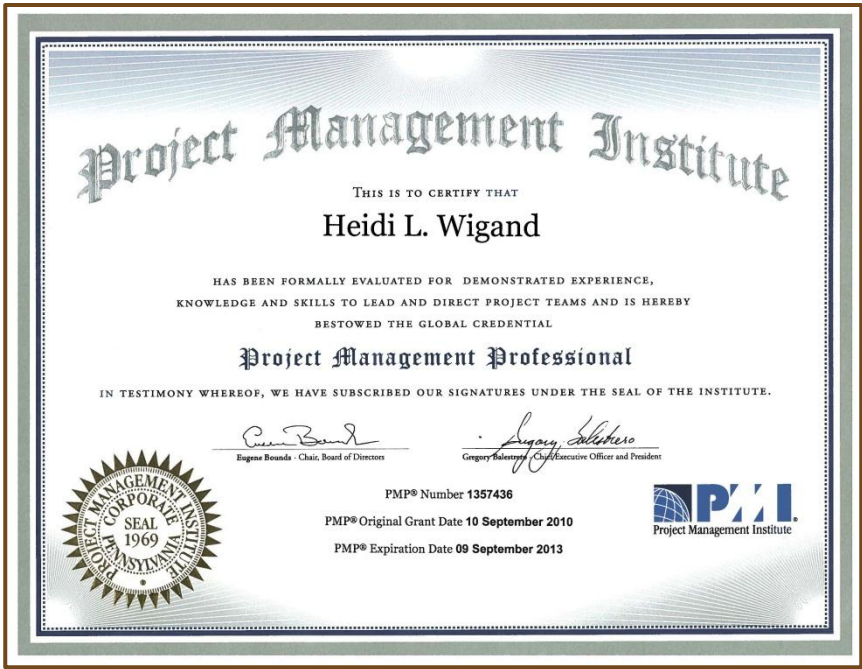 Project Management Institute
THIS IS TO CERTIFY THAT
Heidi L. Wigand
HAS BEEN FORMALLY EVALUATED FOR DEMONSTRATED EXPERIENCE,
KNOWLEDGE AND SKILLS TO LEAD AND DIRECT PROJECT TEAMS AND IS HEREBY
BESTOWED THE GLOBAL CREDENTIAL
Project Management Professional
IN TESTIMONY WHEREOF, WE HAVE SUBSCRIBED OUR SIGNATURES UNDER THE SEAL OF THE INSTITUTE.
Eugene Bounds - Chair, Board of Directors
Gregory Balestrero - Chief Executive Officer and President
PROJECT MANAGEMENT INSTITUTE
CORPORATE
SEAL
1969
PENNSYLVANIA
PMP® Number 1357436
PMP® Original Grant Date 10 September 2010
PMP® Expiration Date 09 September 2013
PMI®
Project Management Institute